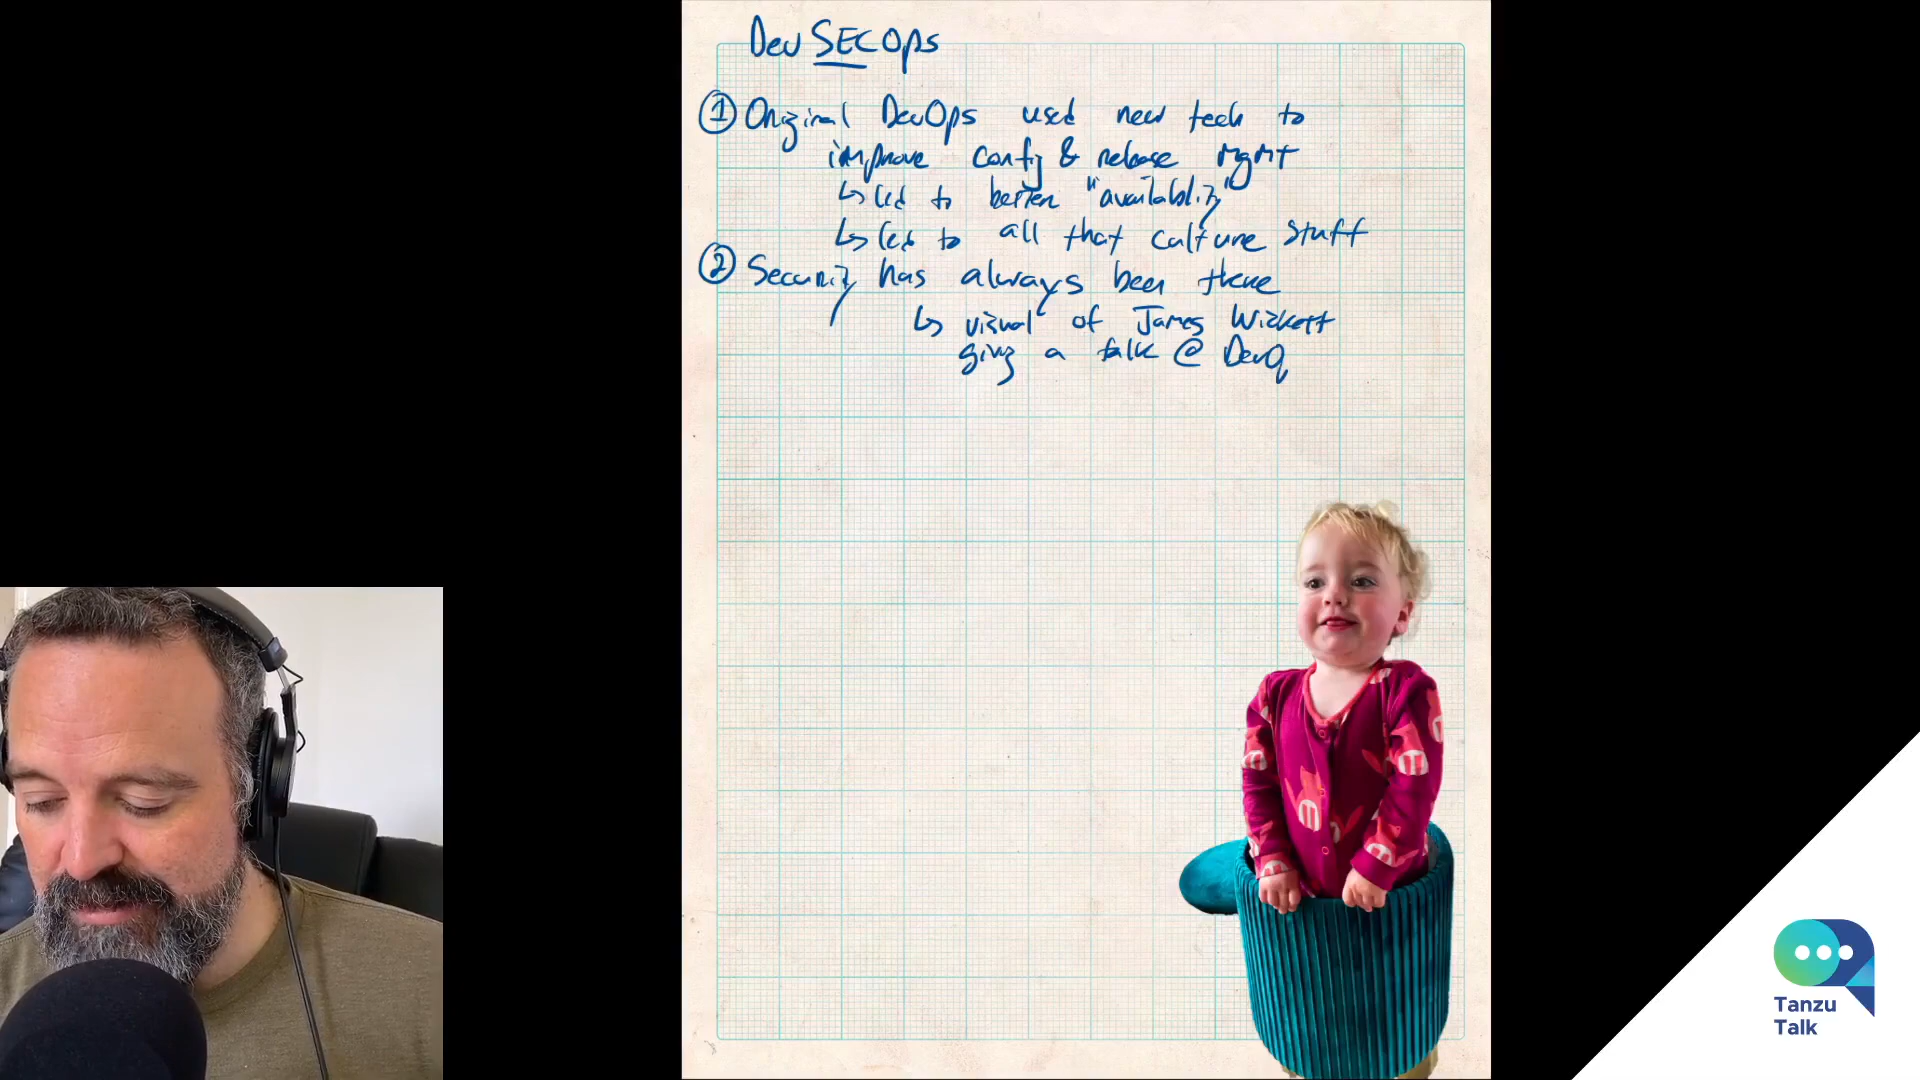 DevSECOps
① Original DevOps used new tech to
improve config & release mgmt
↳ led to better "availability"
↳ led to all that culture stuff
② Security has always been there
↳ visual of James Wickett
giving a talk @ DevO
Tanzu
Talk